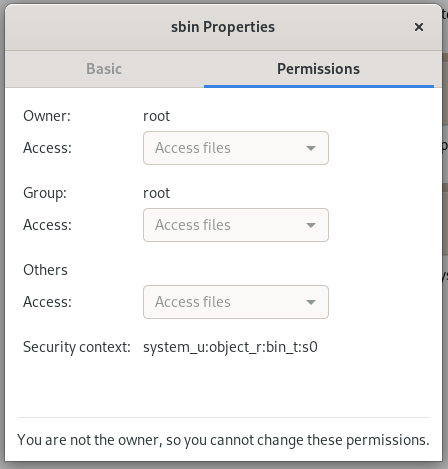 sbin Properties ×
Basic Permissions
Owner: root
Access: Access files
Group: root
Access: Access files
Others
Access: Access files
Security context: system_u:object_r:bin_t:s0
You are not the owner, so you cannot change these permissions.